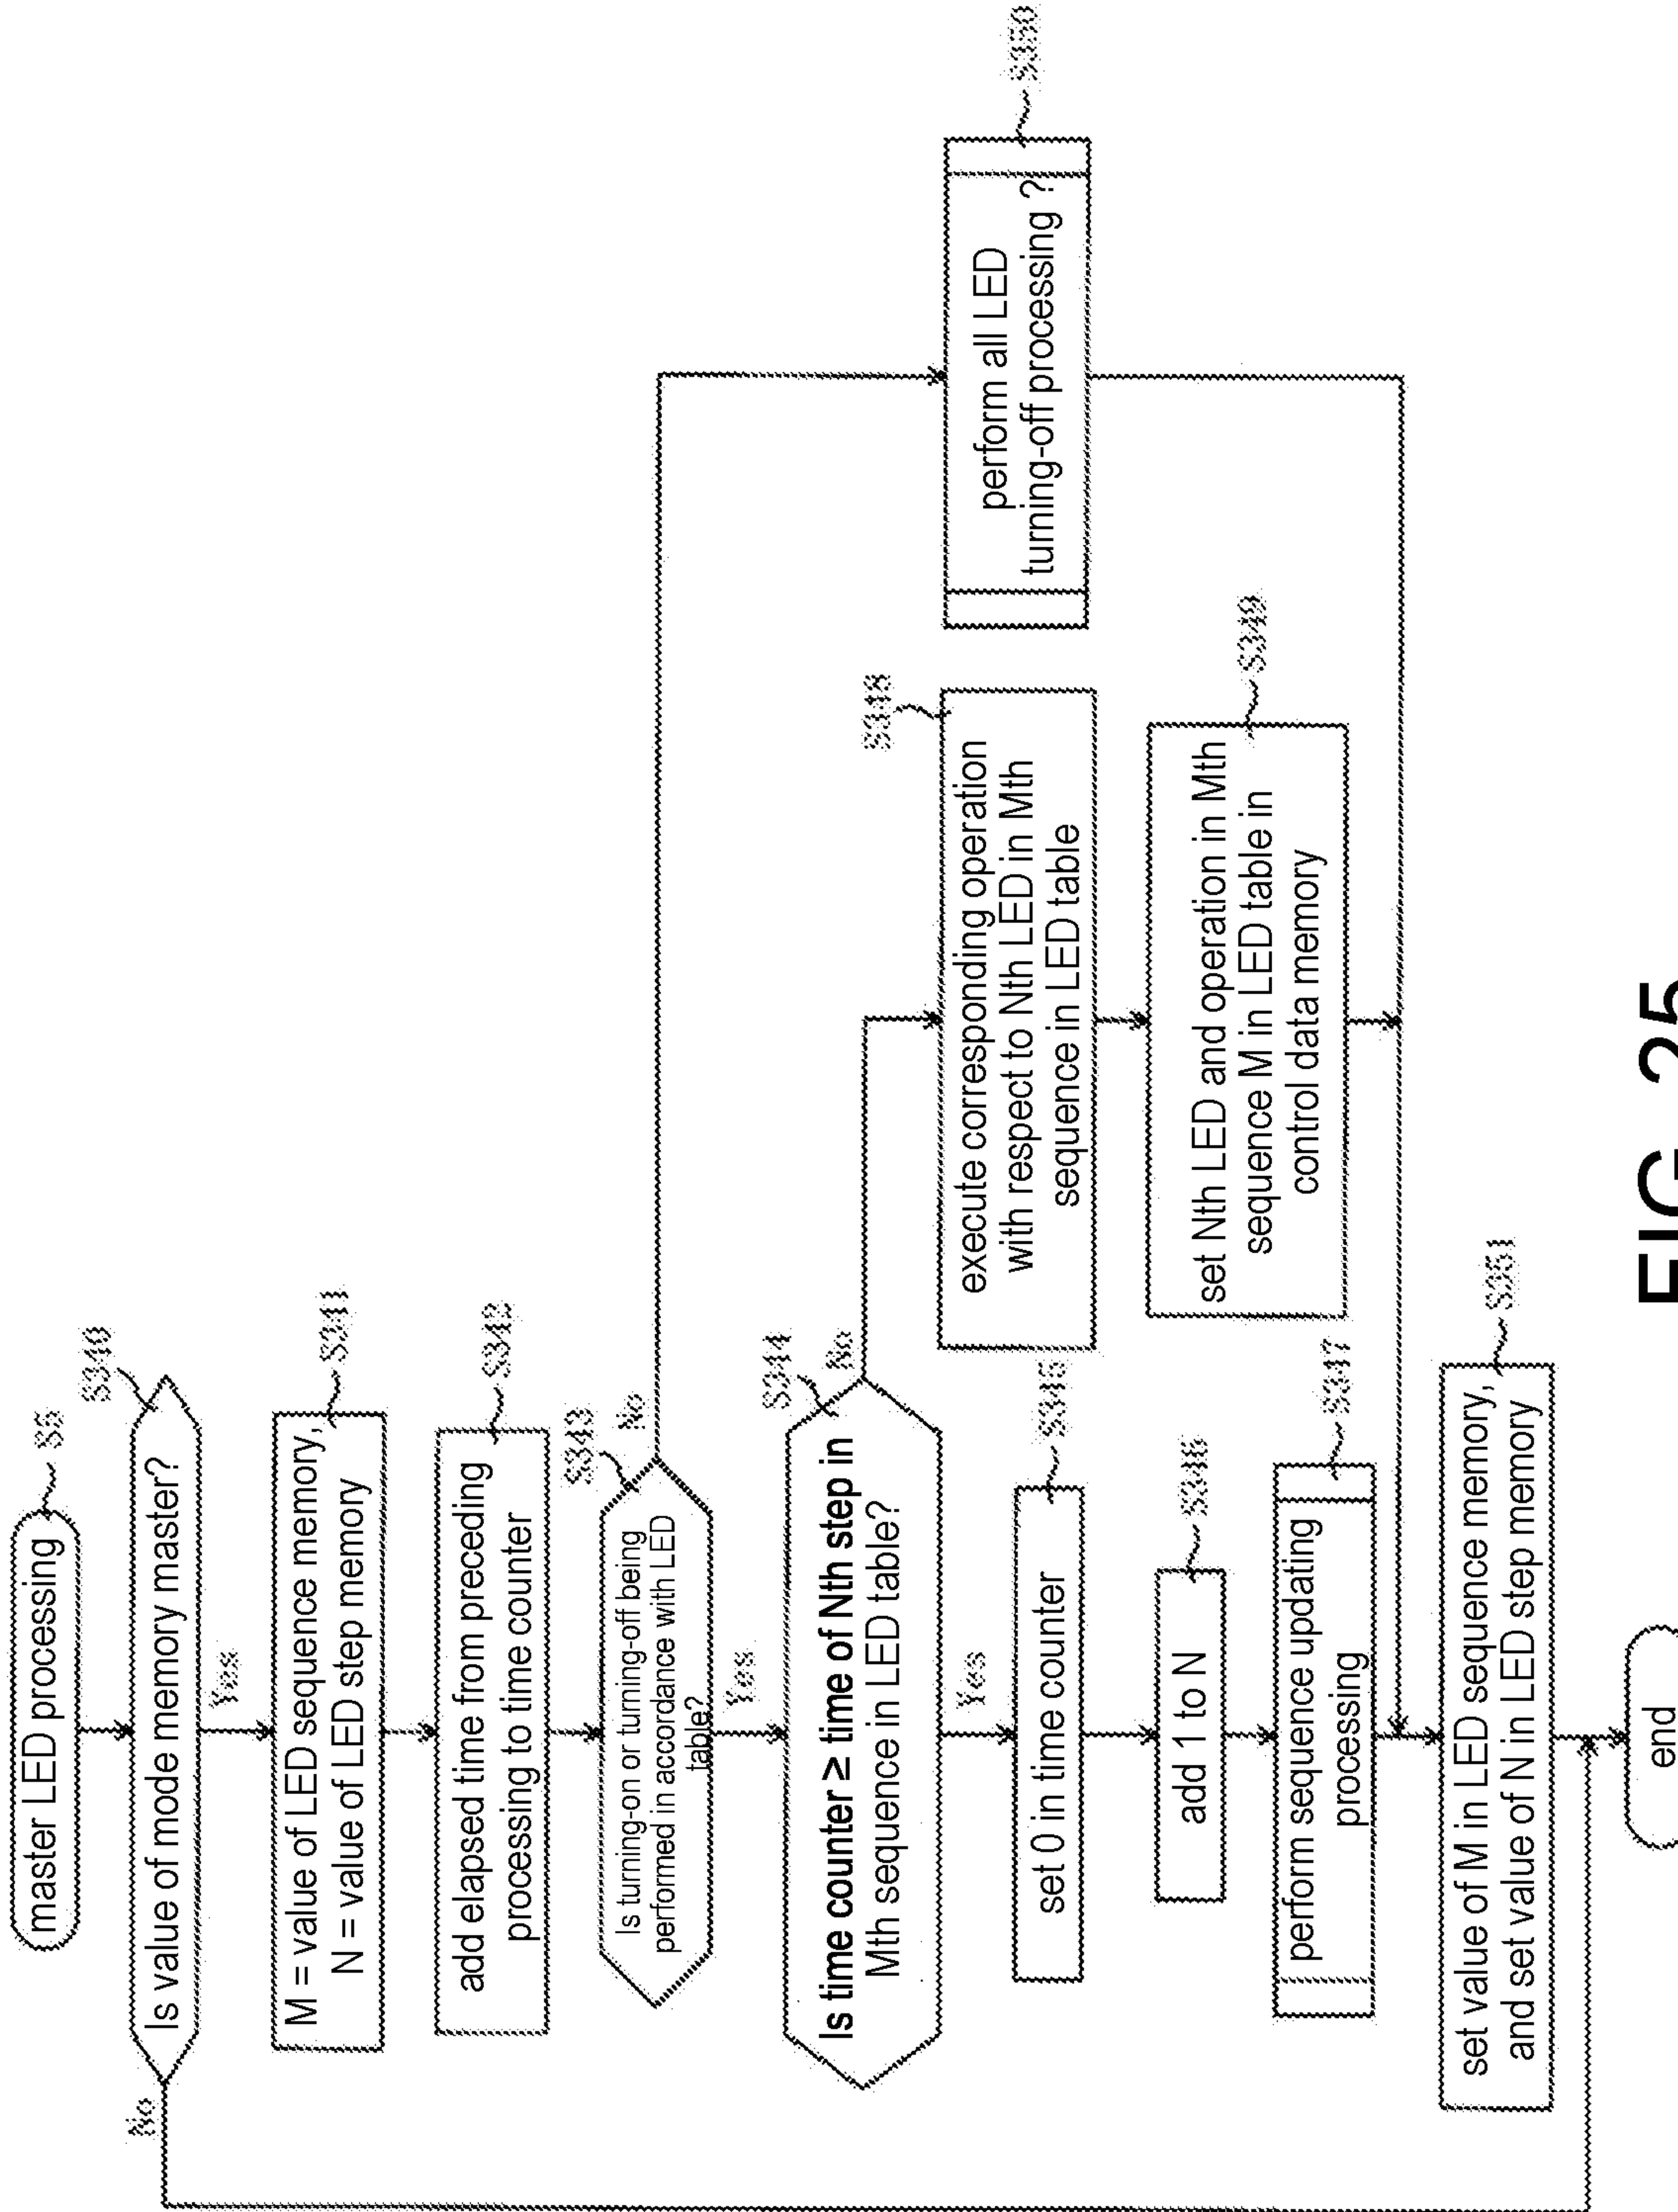 master LED processing
S5
Is value of mode memory master?
S340
No
Yes
M = value of LED sequence memory,
N = value of LED step memory
S341
add elapsed time from preceding
processing to time counter
S342
Is turning-on or turning-off being
performed in accordance with LED
table?
S343
No
Yes
Is time counter ≥ time of Nth step in
Mth sequence in LED table?
S344
No
Yes
set 0 in time counter
S345
add 1 to N
S346
perform sequence updating
processing
S347
execute corresponding operation
with respect to Nth LED in Mth
sequence in LED table
S348
set Nth LED and operation in Mth
sequence M in LED table in
control data memory
S349
perform all LED
turning-off processing ?
S350
set value of M in LED sequence memory,
and set value of N in LED step memory
S351
end
FIG. 25